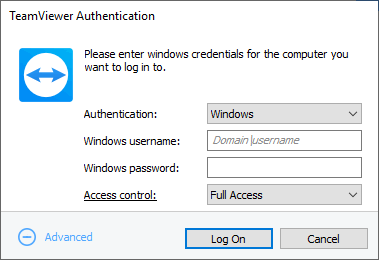 TeamViewer Authentication
Please enter windows credentials for the computer you
want to log in to.
Authentication: Windows
Windows username: Domain\username
Windows password:
Access control: Full Access
Advanced Log On Cancel